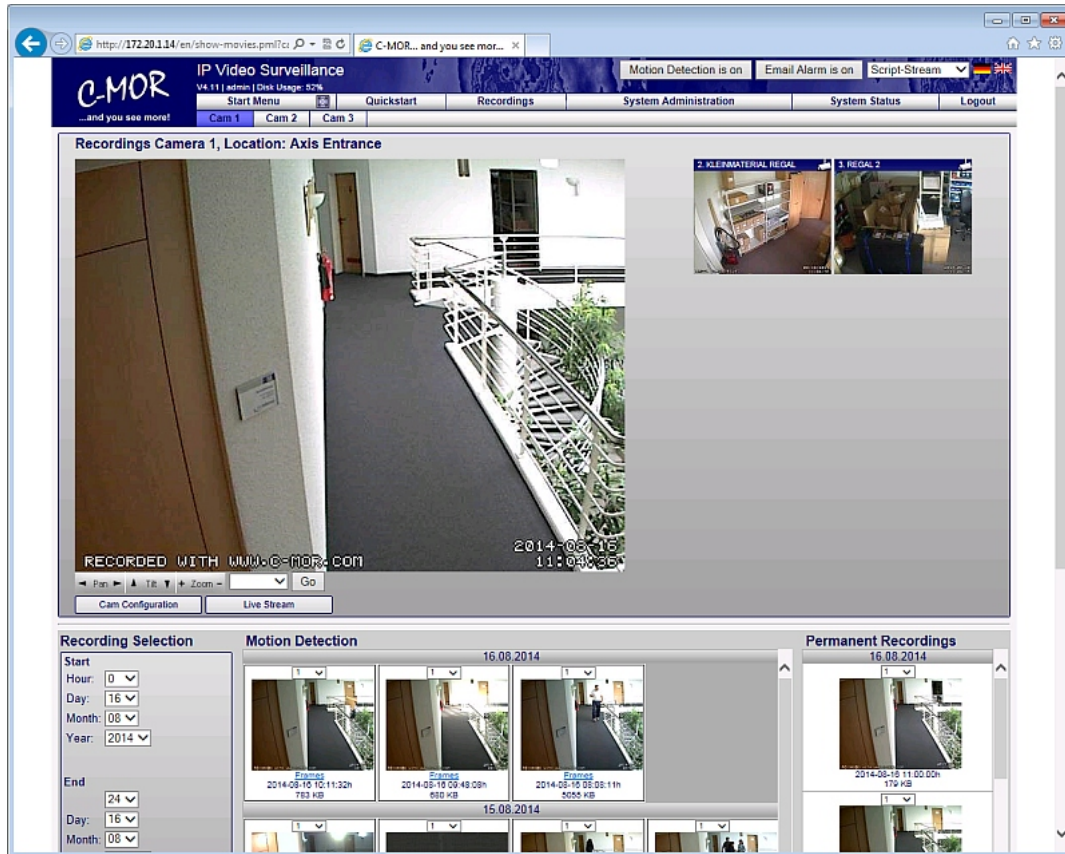 http://172.20.1.14/en/show-movies.pml?ca
C-MOR... and you see mor...
C-MOR
...and you see more!
IP Video Surveillance
V4.11 | admin | Disk Usage: 52%
Motion Detection is on
Email Alarm is on
Script-Stream
Start Menu
Quickstart
Recordings
System Administration
System Status
Logout
Cam 1
Cam 2
Cam 3
Recordings Camera 1, Location: Axis Entrance
2. KLEINMATERIAL REGAL
3. REGAL 2
RECORDED WITH WWW.C-MOR.COM
2014-08-16
11:04:36
Pan
Tilt
+ Zoom -
Go
Cam Configuration
Live Stream
Recording Selection
Start
Hour: 0
Day: 16
Month: 08
Year: 2014
End
24
Day: 16
Month: 08
Motion Detection
16.08.2014
1
1
1
Frames
2014-08-16 10:11:32h
783 KB
Frames
2014-08-16 09:48:08h
680 KB
Frames
2014-08-16 08:08:11h
5055 KB
15.08.2014
1
1
1
1
Permanent Recordings
16.08.2014
1
2014-08-16 11:00:00h
179 KB
1